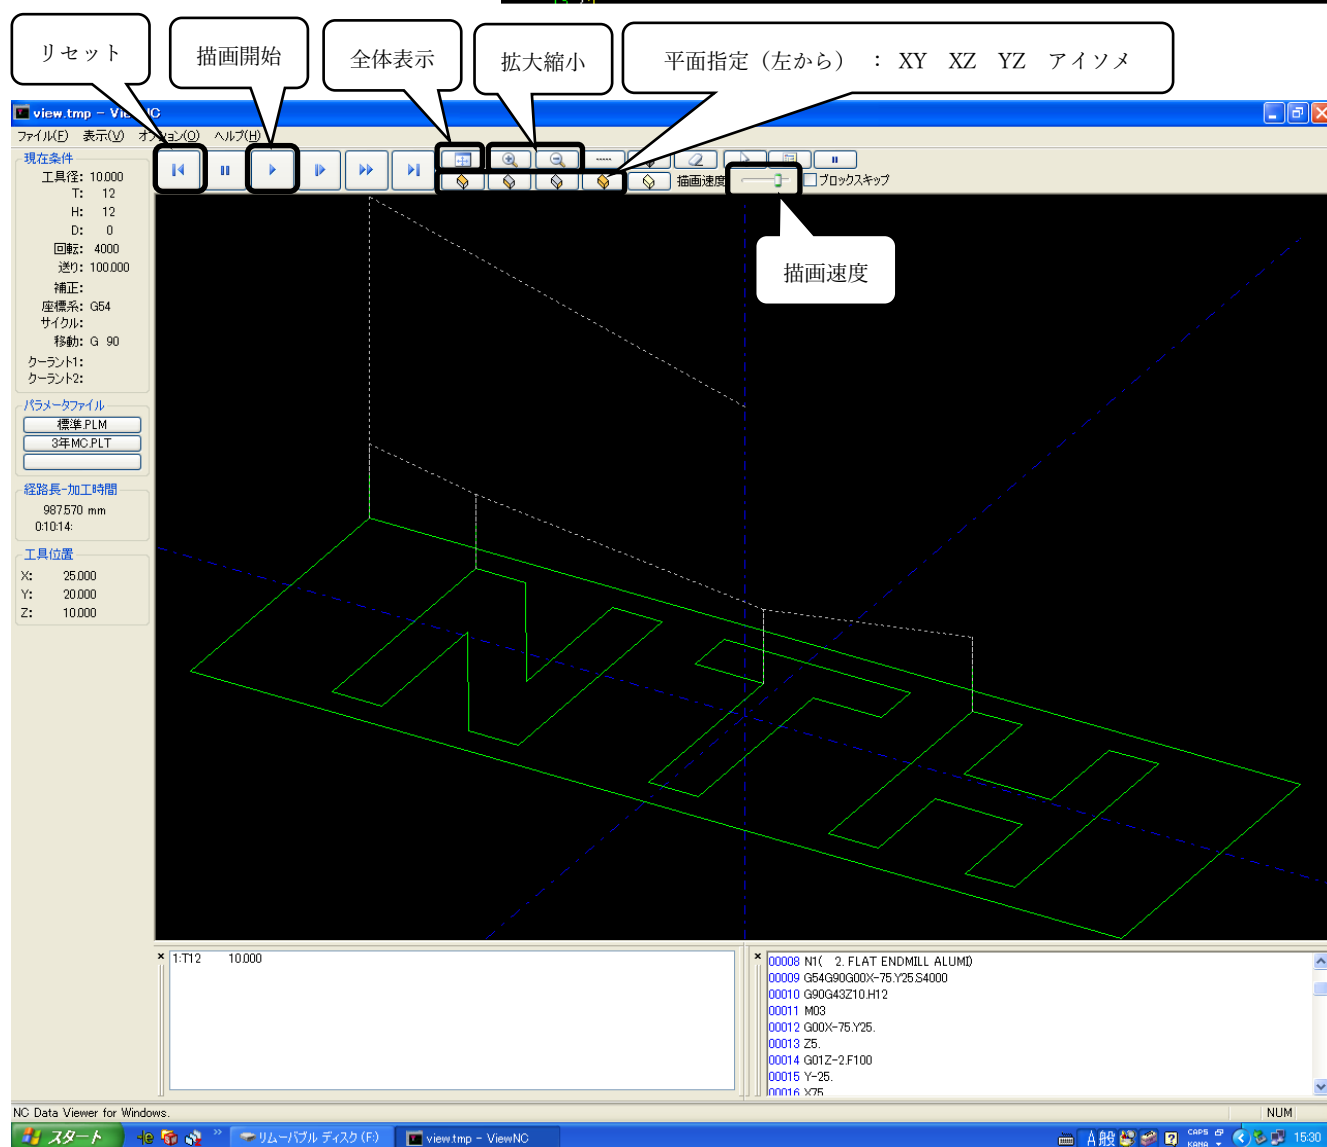 リセット
描画開始
全体表示
拡大縮小
平面指定（左から） ： XY XZ YZ アイソメ
view.tmp - Vie
ファイル(F) 表示(V) オプション(O) ヘルプ(H)
現在条件
工具径: 10.000
T: 12
H: 12
D: 0
回転: 4000
送り: 100.000
補正:
座標系: G54
サイクル:
移動: G 90
クーラント1:
クーラント2:
描画速度
ブロックスキップ
描画速度
パラメータファイル
標準.PLM
3年MC.PLT
経路長-加工時間
987.570 mm
0:10:14:
工具位置
X: 25.000
Y: 20.000
Z: 10.000
1:T12 10.000
00008 N1( 2. FLAT ENDMILL ALUMI)
00009 G54G90G00X-75.Y25.S4000
00010 G90G43Z10.H12
00011 M03
00012 G00X-75.Y25.
00013 Z5.
00014 G01Z-2.F100
00015 Y-25.
00016 X75.
NC Data Viewer for Windows.
NUM
スタート
リムーバブル ディスク (F:)
view.tmp - ViewNC
A 般
CAPS
KANA
15:30